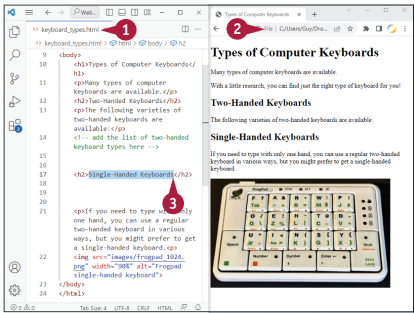 Web...
keyboard_types.html
1
keyboard_types.html > html > body > h2
9 <body>
10 <h1>Types of Computer Keyboards</
h1>
11 <p>Many types of computer
keyboards are available.</p>
12 <h2>Two-Handed Keyboards</h2>
13 <p>The following varieties of
two-handed keyboards are
available:</p>
14 <!-- add the list of two-handed
keyboard types here -->
15
16
17 <h2>Single-Handed Keyboards</h2>
18
3
19
20
21 <p>If you need to type with only
one hand, you can use a regular
two-handed keyboard in various
ways, but you might prefer to get
a single-handed keyboard.</p>
22 <img src="images/frogpad_1024.
png" width="90%" alt="Frogpad
single-handed keyboard">
23 </body>
24 </html>
0 0 Tab Size: 4 UTF-8 CRLF HTML
Types of Computer Keyboards
2
File C:/Users/Guy/Dro...
Types of Computer Keyboards
Many types of computer keyboards are available.
With a little research, you can find just the right type of keyboard for you!
Two-Handed Keyboards
The following varieties of two-handed keyboards are available:
Single-Handed Keyboards
If you need to type with only one hand, you can use a regular two-handed
keyboard in various ways, but you might prefer to get a single-handed
keyboard.
FrogPad
F 7 A & R * W ( P
O / E T H D
U I N S Y
Space
Shift
Number
Symbol
Enter